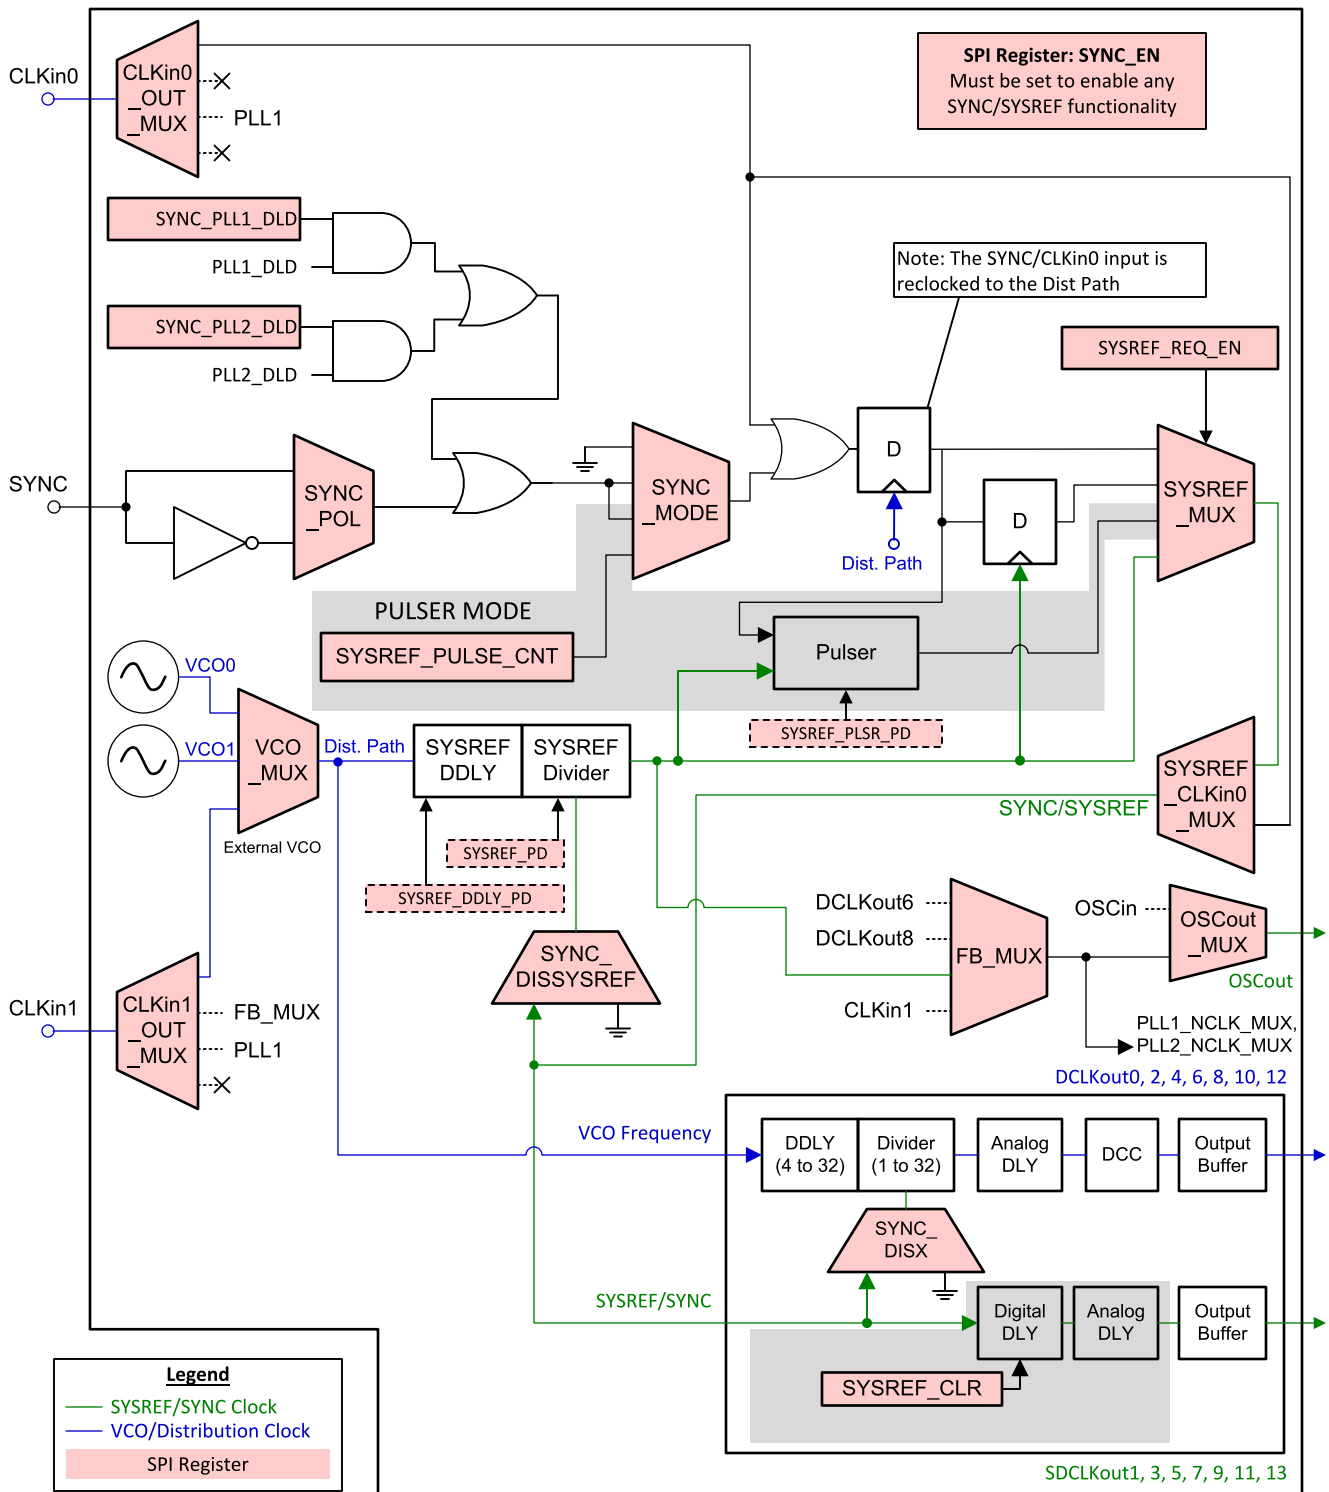 CLKin0
CLKin0
_OUT
_MUX
PLL1
SPI Register: SYNC_EN
Must be set to enable any
SYNC/SYSREF functionality
SYNC_PLL1_DLD
PLL1_DLD
SYNC_PLL2_DLD
PLL2_DLD
Note: The SYNC/CLKin0 input is
reclocked to the Dist Path
SYSREF_REQ_EN
SYNC
SYNC
_POL
SYNC
_MODE
D
Dist. Path
D
SYSREF
_MUX
PULSER MODE
SYSREF_PULSE_CNT
Pulser
SYSREF_PLSR_PD
VCO0
VCO1
VCO
_MUX
External VCO
Dist. Path
SYSREF
DDLY
SYSREF
Divider
SYSREF_PD
SYSREF_DDLY_PD
SYNC/SYSREF
SYSREF
_CLKin0
_MUX
SYNC_
DISSYSREF
DCLKout6
DCLKout8
CLKin1
FB_MUX
OSCin
OSCout
_MUX
OSCout
PLL1_NCLK_MUX,
PLL2_NCLK_MUX
CLKin1
CLKin1
_OUT
_MUX
FB_MUX
PLL1
DCLKout0, 2, 4, 6, 8, 10, 12
VCO Frequency
DDLY
(4 to 32)
Divider
(1 to 32)
Analog
DLY
DCC
Output
Buffer
SYNC_
DISX
SYSREF/SYNC
Digital
DLY
Analog
DLY
Output
Buffer
SYSREF_CLR
SDCLKout1, 3, 5, 7, 9, 11, 13
Legend
SYSREF/SYNC Clock
VCO/Distribution Clock
SPI Register